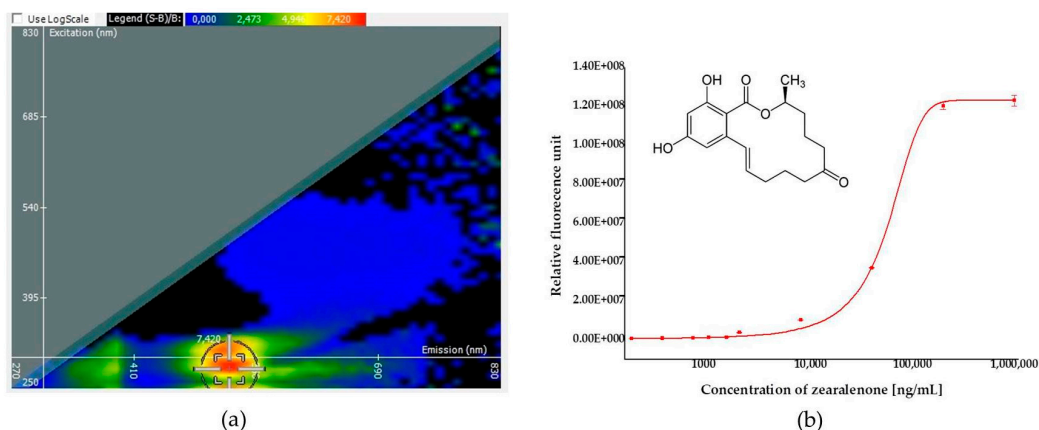 Use LogScale Legend (S-B)/B: 0,000 2,473 4,946 7,420
830 Excitation (nm)
685
540
395
7,420
Emission (nm)
250
270 410 690 830
(a)
1.40E+008
1.20E+008
1.00E+008
8.00E+007
6.00E+007
4.00E+007
2.00E+007
0.00E+000
Relative fluorecence unit
OH
O
CH₃
O
HO
O
1000 10,000 100,000 1,000,000
Concentration of zearalenone [ng/mL]
(b)